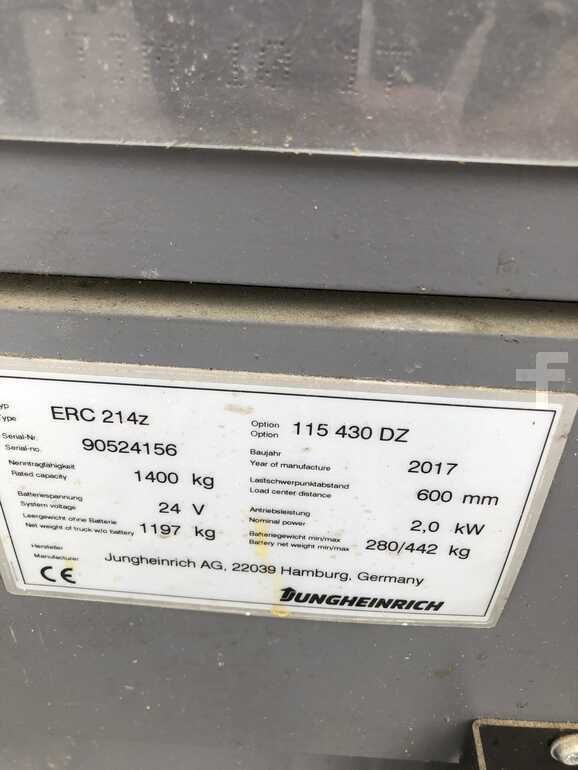 ERC 214z
Type
Option
Option
115 430 DZ
Serial-Nr.
Serial-no.
90524156
Baujahr
Year of manufacture
2017
Nenntragfähigkeit
Rated capacity
1400 kg
Lastschwerpunktabstand
Load center distance
600 mm
Batteriespannung
System voltage
24 V
Antriebsleistung
Nominal power
2,0 kW
Leergewicht ohne Batterie
Net weight of truck w/o battery
1197 kg
Batteriegewicht min/max
Battery net weight min/max
280/442 kg
Hersteller
Manufacturer
Jungheinrich AG, 22039 Hamburg, Germany
CE
JUNGHEINRICH